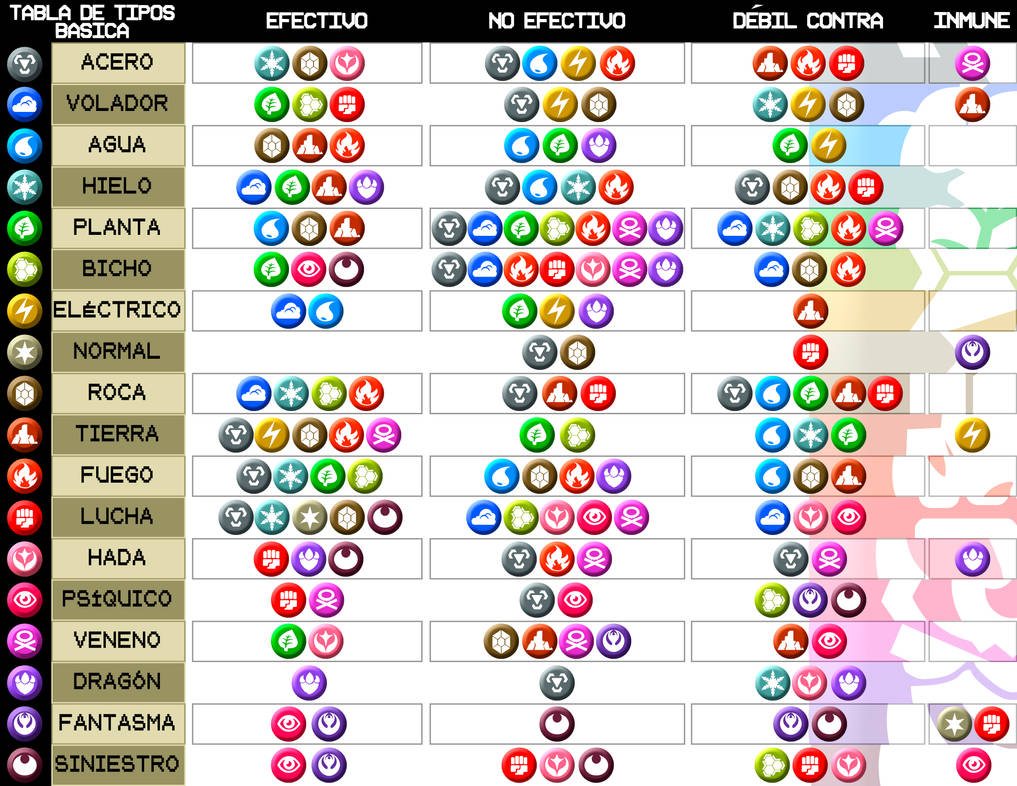 TABLA DE TIPOS
BASICA
EFECTIVO
NO EFECTIVO
DÉBIL CONTRA
INMUNE
ACERO
VOLADOR
AGUA
HIELO
PLANTA
BICHO
ELéCTRICO
NORMAL
ROCA
TIERRA
FUEGO
LUCHA
HADA
PSíQUICO
VENENO
DRAGÓN
FANTASMA
SINIESTRO